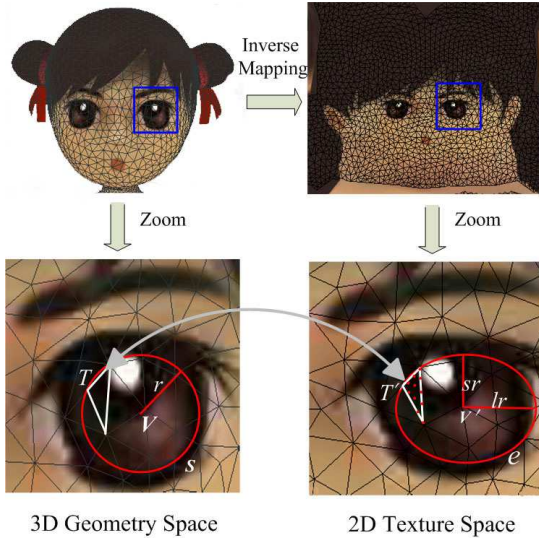 Inverse
Mapping
Zoom
Zoom
T
r
V
s
T'
sr
lr
V'
e
3D Geometry Space
2D Texture Space